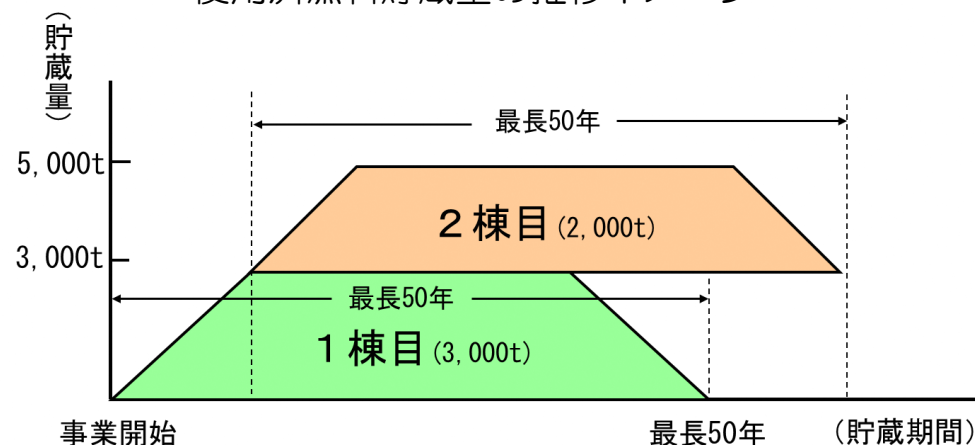 (貯蔵量)
最長50年
5,000t
2棟目(2,000t)
3,000t
最長50年
1棟目(3,000t)
事業開始
最長50年
(貯蔵期間)